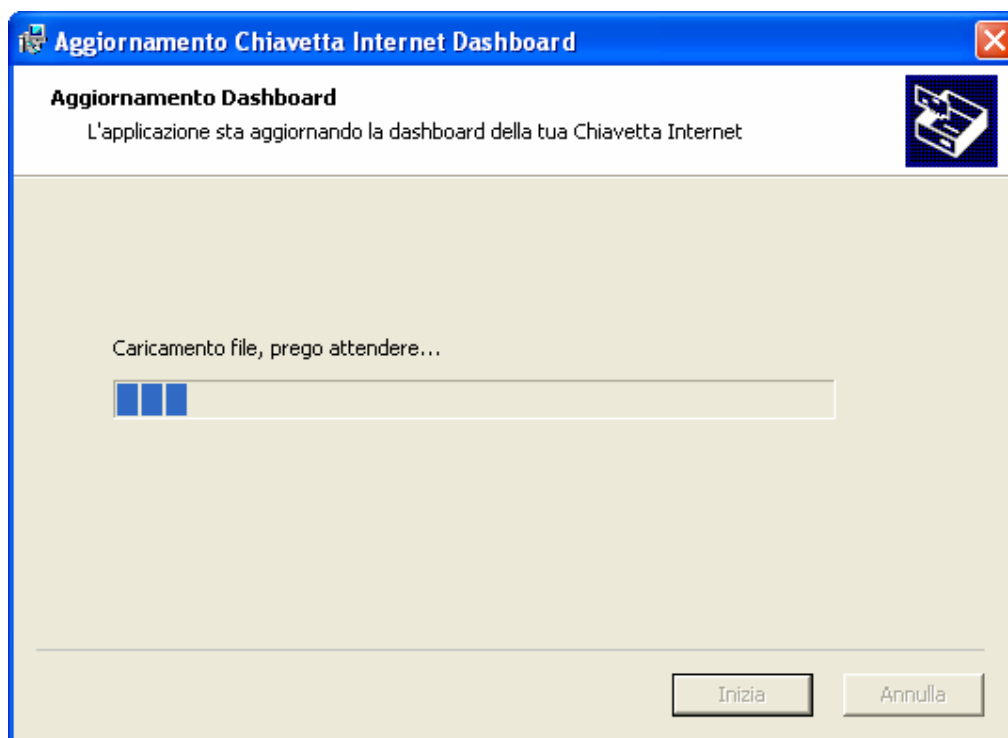 Aggiornamento Chiavetta Internet Dashboard
Aggiornamento Dashboard
L'applicazione sta aggiornando la dashboard della tua Chiavetta Internet
Caricamento file, prego attendere...
Inizia
Annulla